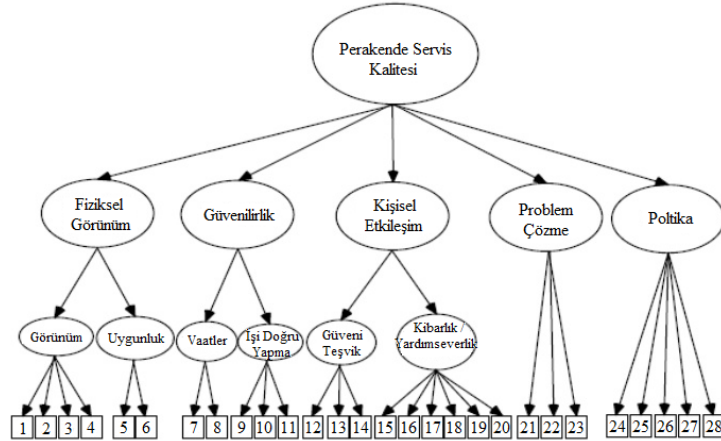 Perakende Servis
Kalitesi
Fiziksel
Görünüm
Güvenilirlik
Kişisel
Etkileşim
Problem
Çözme
Poltika
Görünüm
Uygunluk
Vaatler
İşi Doğru
Yapma
Güveni
Teşvik
Kibarlık /
Yardımseverlik
1 2 3 4 5 6 7 8 9 10 11 12 13 14 15 16 17 18 19 20 21 22 23 24 25 26 27 28